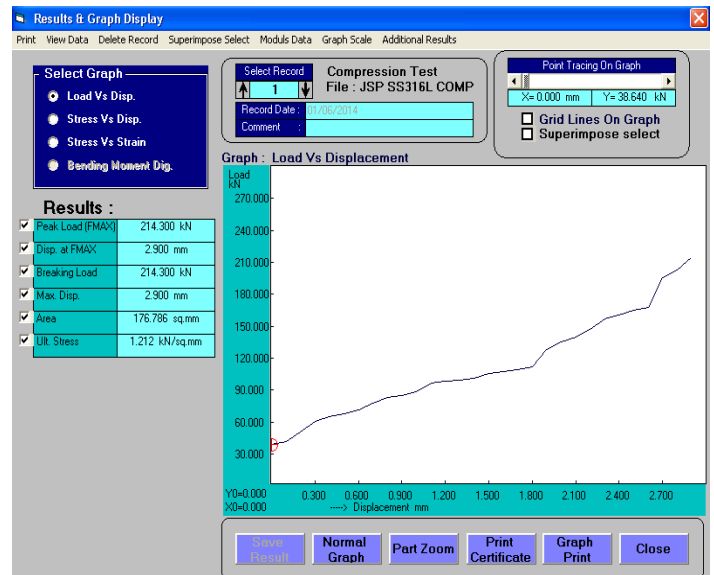 Results & Graph Display
Print View Data Delete Record Superimpose Select Moduls Data Graph Scale Additional Results
Select Graph
Load Vs Disp.
Stress Vs Disp.
Stress Vs Strain
Bending Moment Dig.
Select Record
1
Compression Test
File : JSP SS316L COMP
Record Date : 01/06/2014
Comment :
Point Tracing On Graph
X= 0.000 mm Y= 38.640 kN
Grid Lines On Graph
Superimpose select
Results :
Peak Load (FMAX) 214.300 kN
Disp. at FMAX 2.900 mm
Breaking Load 214.300 kN
Max. Disp. 2.900 mm
Area 176.786 sq.mm
Ult. Stress 1.212 kN/sq.mm
Graph : Load Vs Displacement
Load
kN
270.000
240.000
210.000
180.000
150.000
120.000
90.000
60.000
30.000
Y0=0.000
X0=0.000
0.300 0.600 0.900 1.200 1.500 1.800 2.100 2.400 2.700
----> Displacement mm
Save Result
Normal Graph
Part Zoom
Print Certificate
Graph Print
Close